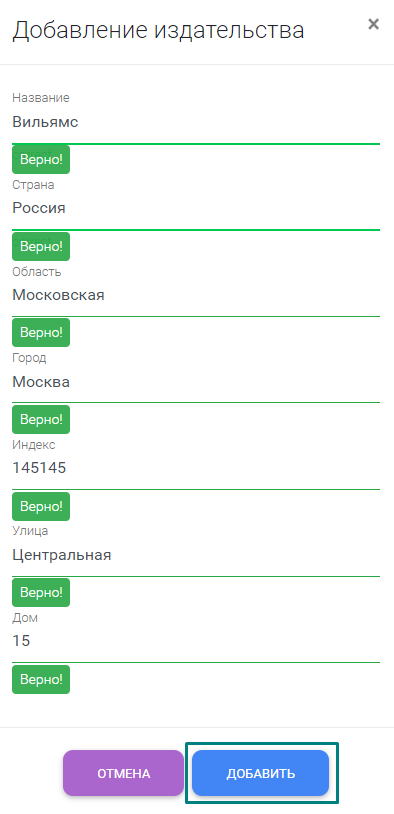 Добавление издательства
×
Название
Вильямс
Верно!
Страна
Россия
Верно!
Область
Московская
Верно!
Город
Москва
Верно!
Индекс
145145
Верно!
Улица
Центральная
Верно!
Дом
15
Верно!
ОТМЕНА ДОБАВИТЬ